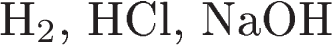 H₂, HCl, NaOH